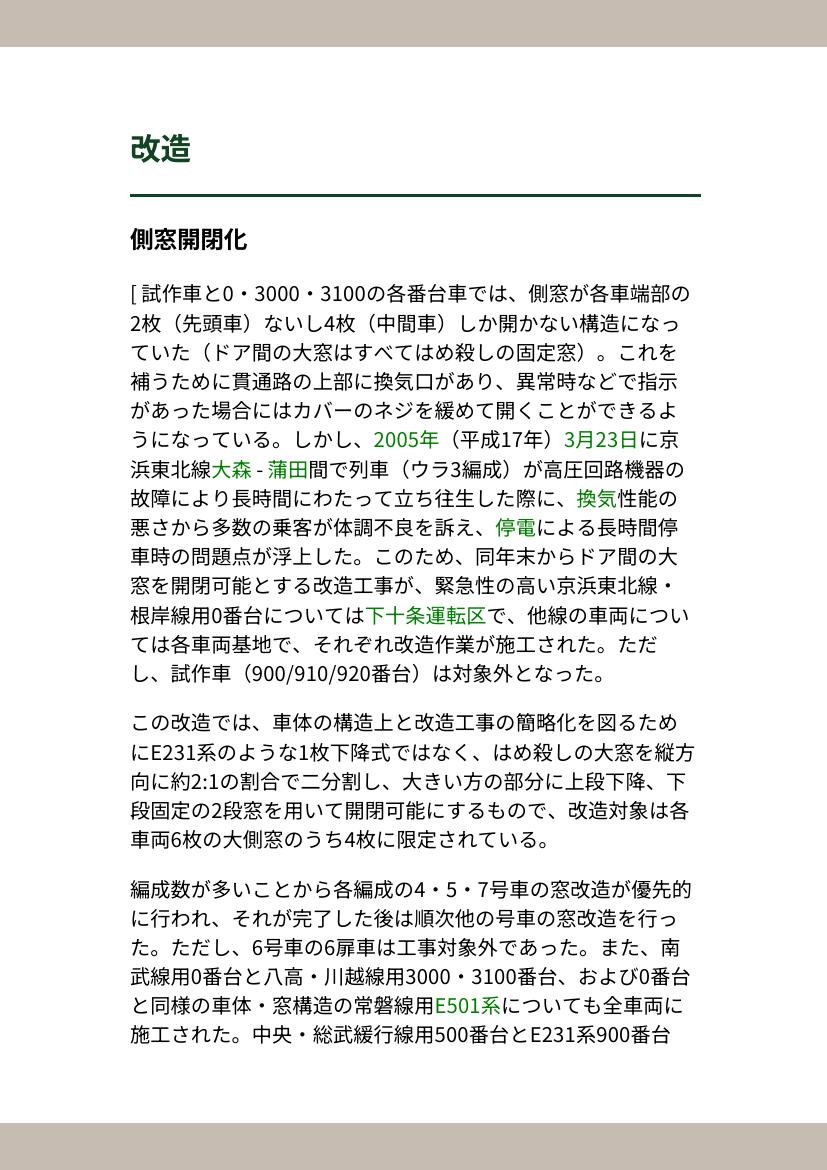 改造
側窓開閉化
[ 試作車と0・3000・3100の各番台車では、側窓が各車端部の
2枚（先頭車）ないし4枚（中間車）しか開かない構造になっ
ていた（ドア間の大窓はすべてはめ殺しの固定窓）。これを
補うために貫通路の上部に換気口があり、異常時などで指示
があった場合にはカバーのネジを緩めて開くことができるよ
うになっている。しかし、2005年（平成17年）3月23日に京
浜東北線大森 - 蒲田間で列車（ウラ3編成）が高圧回路機器の
故障により長時間にわたって立ち往生した際に、換気性能の
悪さから多数の乗客が体調不良を訴え、停電による長時間停
車時の問題点が浮上した。このため、同年末からドア間の大
窓を開閉可能とする改造工事が、緊急性の高い京浜東北線・
根岸線用0番台については下十条運転区で、他線の車両につい
ては各車両基地で、それぞれ改造作業が施工された。ただ
し、試作車（900/910/920番台）は対象外となった。
この改造では、車体の構造上と改造工事の簡略化を図るため
にE231系のような1枚下降式ではなく、はめ殺しの大窓を縦方
向に約2:1の割合で二分割し、大きい方の部分に上段下降、下
段固定の2段窓を用いて開閉可能にするもので、改造対象は各
車両6枚の大側窓のうち4枚に限定されている。
編成数が多いことから各編成の4・5・7号車の窓改造が優先的
に行われ、それが完了した後は順次他の号車の窓改造を行っ
た。ただし、6号車の6扉車は工事対象外であった。また、南
武線用0番台と八高・川越線用3000・3100番台、および0番台
と同様の車体・窓構造の常磐線用E501系についても全車両に
施工された。中央・総武緩行線用500番台とE231系900番台